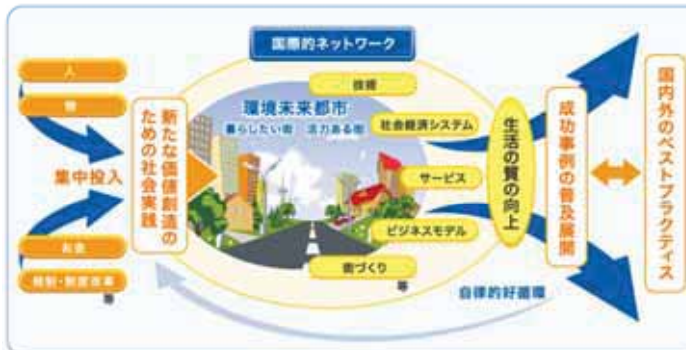 国際的ネットワーク
人
物
集中投入
お金
規制・制度改革
等
新たな価値創造の
ための社会実践
環境未来都市
暮らしたい街 活力ある街
技術
社会経済システム
サービス
ビジネスモデル
街づくり
等
生活の質の向上
成功事例の普及展開
国内外のベストプラクティス
自律的好循環